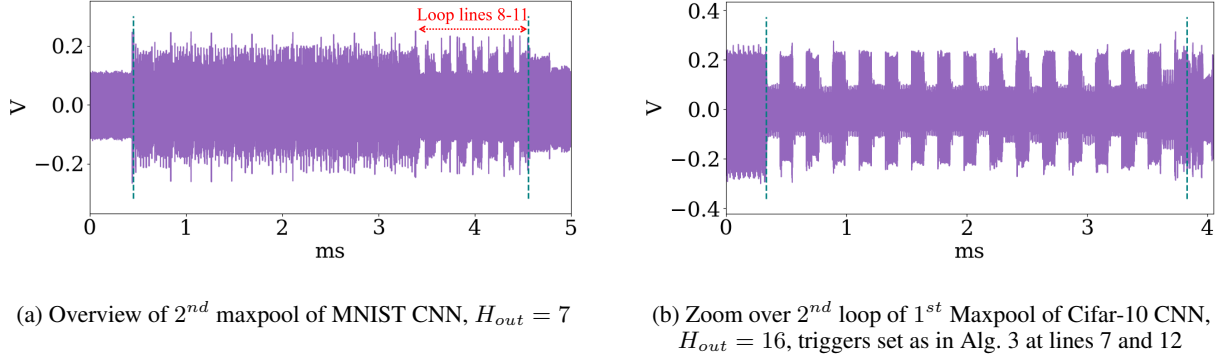 Loop lines 8-11
0.2
0.0
−0.2
V
0
1
2
3
4
5
ms
0.4
0.2
0.0
−0.2
−0.4
V
0
1
2
3
4
ms
(a) Overview of 2nd maxpool of MNIST CNN, Hout = 7
(b) Zoom over 2nd loop of 1st Maxpool of Cifar-10 CNN,
Hout = 16, triggers set as in Alg. 3 at lines 7 and 12